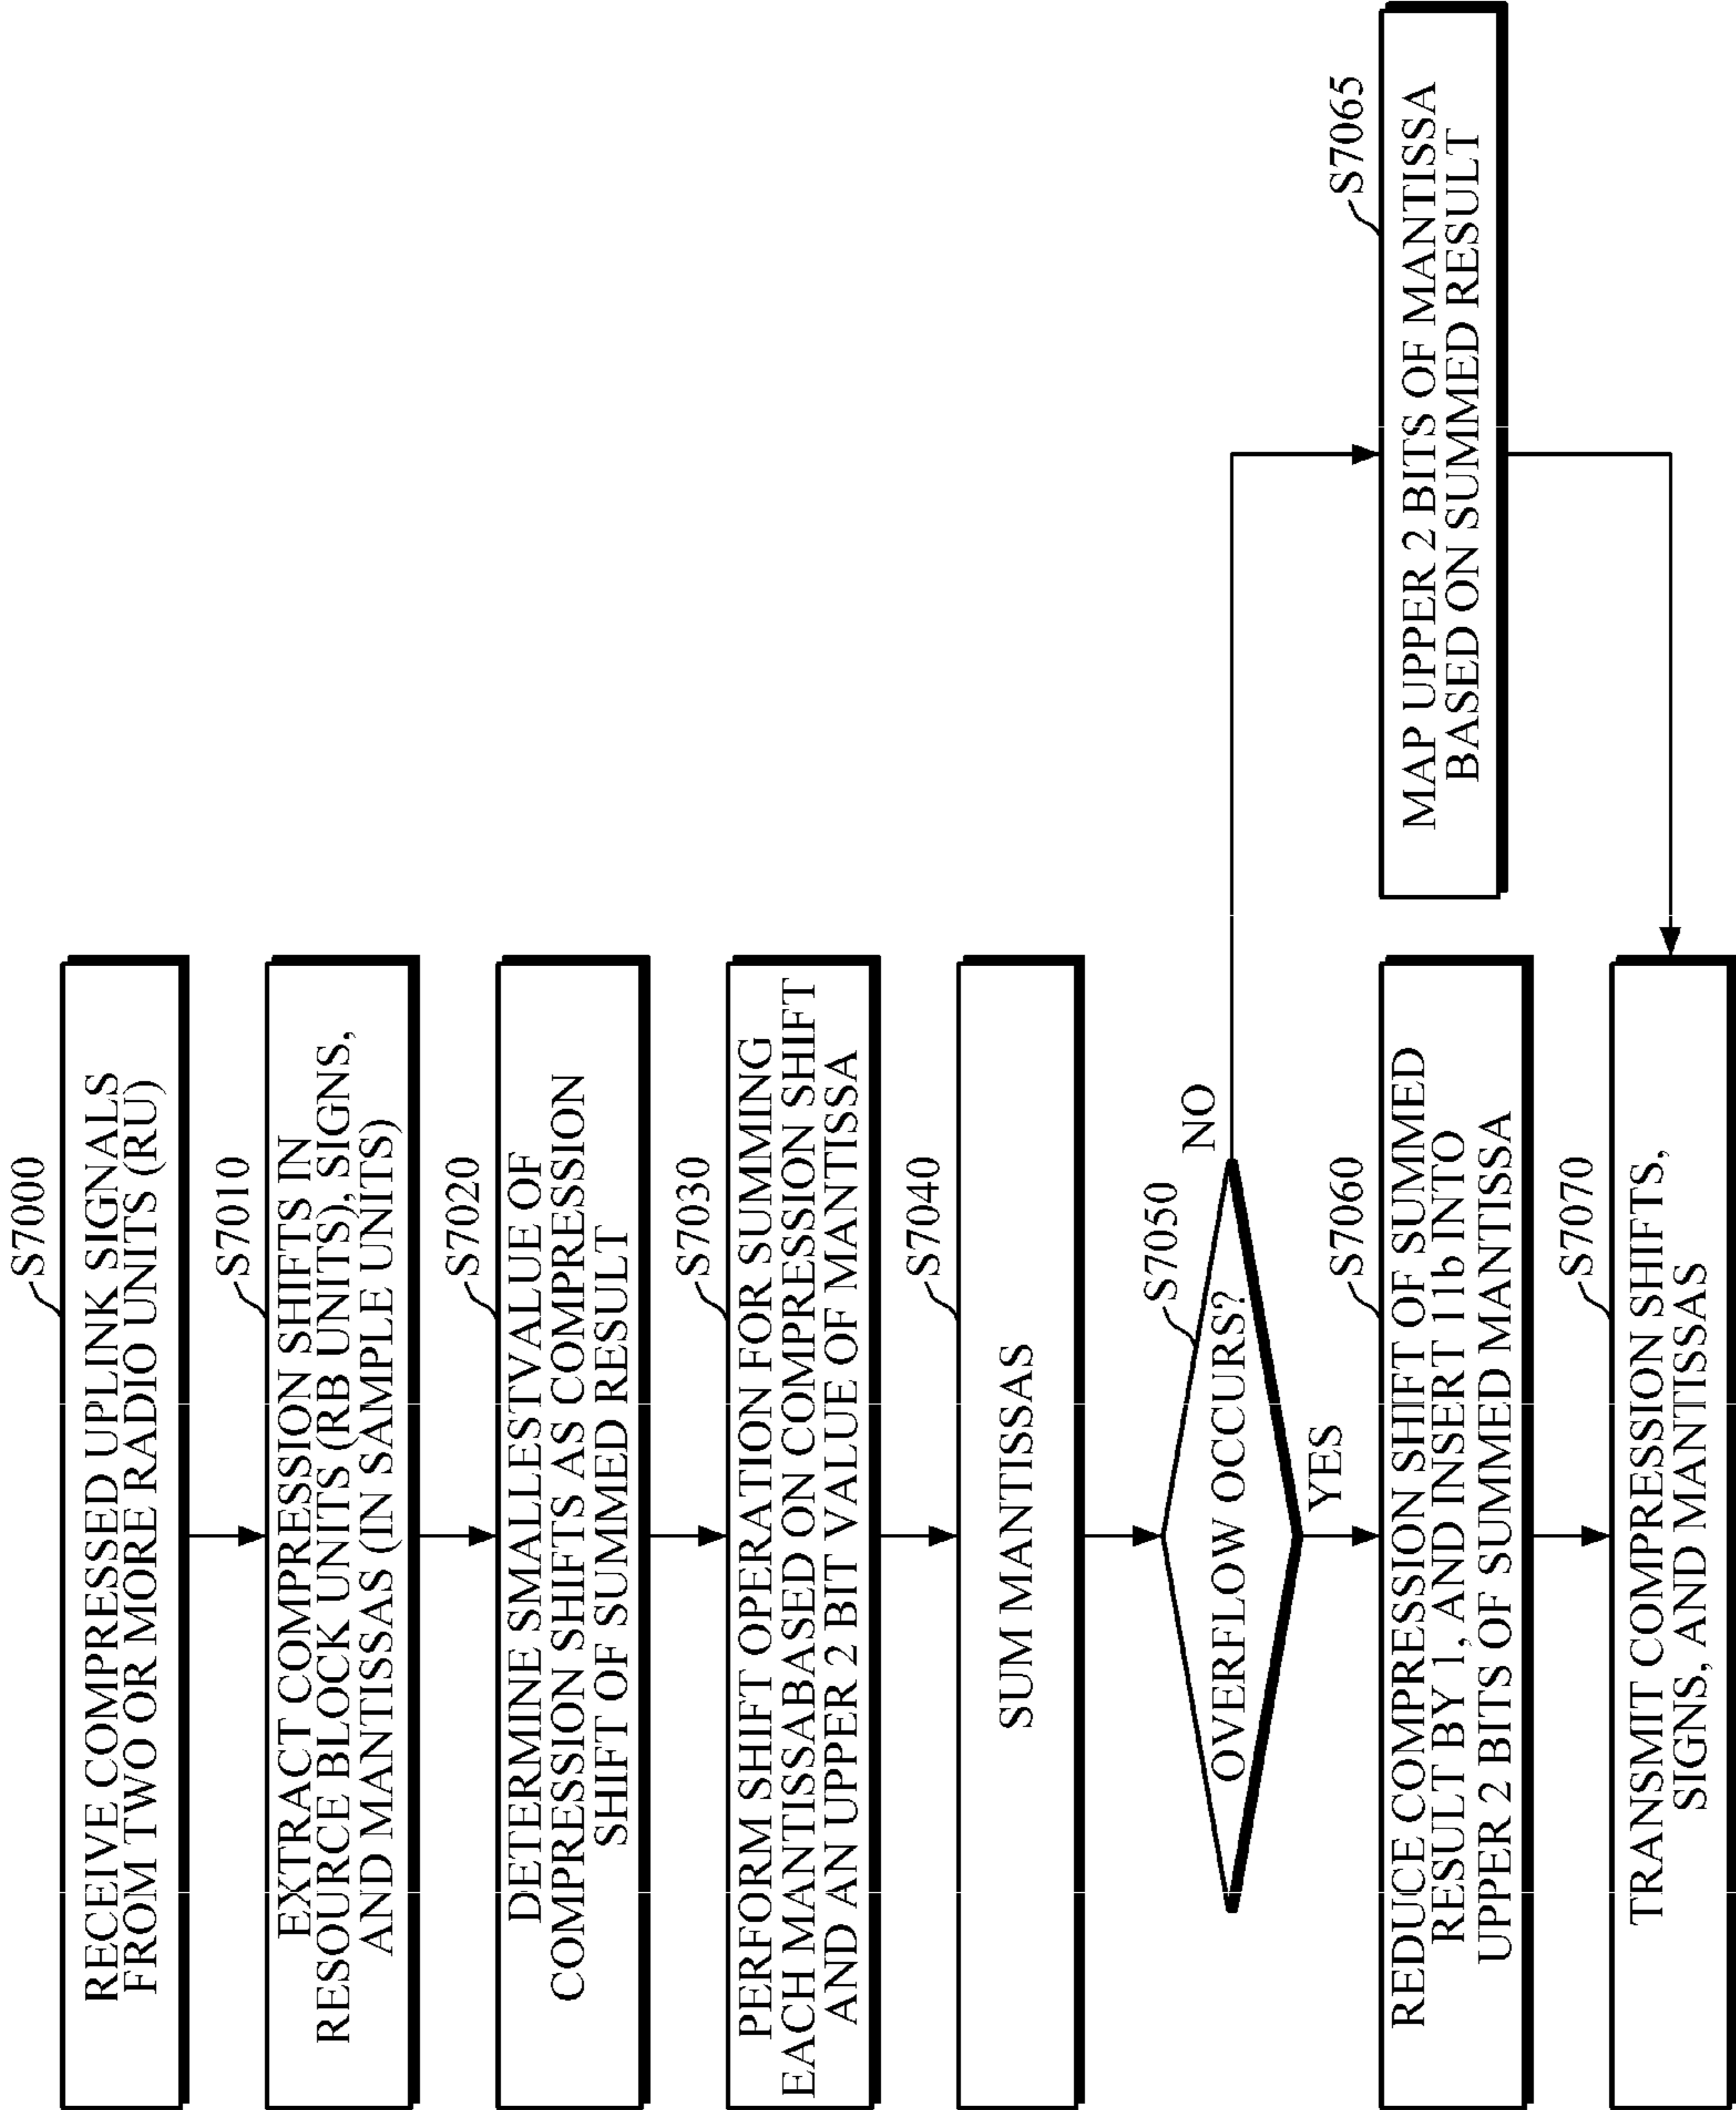 S7000
RECEIVE COMPRESSED UPLINK SIGNALS
FROM TWO OR MORE RADIO UNITS (RU)
S7010
EXTRACT COMPRESSION SHIFTS IN
RESOURCE BLOCK UNITS (RB UNITS), SIGNS,
AND MANTISSAS (IN SAMPLE UNITS)
S7020
DETERMINE SMALLESTVALUE OF
COMPRESSION SHIFTS AS COMPRESSION
SHIFT OF SUMMED RESULT
S7030
PERFORM SHIFT OPERATION FOR SUMMING
EACH MANTISSABASED ON COMPRESSION SHIFT
AND AN UPPER 2 BIT VALUE OF MANTISSA
S7040
SUM MANTISSAS
S7050
OVERFLOW OCCURS?
NO
YES
S7060
REDUCE COMPRESSION SHIFT OF SUMMED
RESULT BY 1, AND INSERT 11b INTO
UPPER 2 BITS OF SUMMED MANTISSA
S7065
MAP UPPER 2 BITS OF MANTISSA
BASED ON SUMMED RESULT
S7070
TRANSMIT COMPRESSION SHIFTS,
SIGNS, AND MANTISSAS